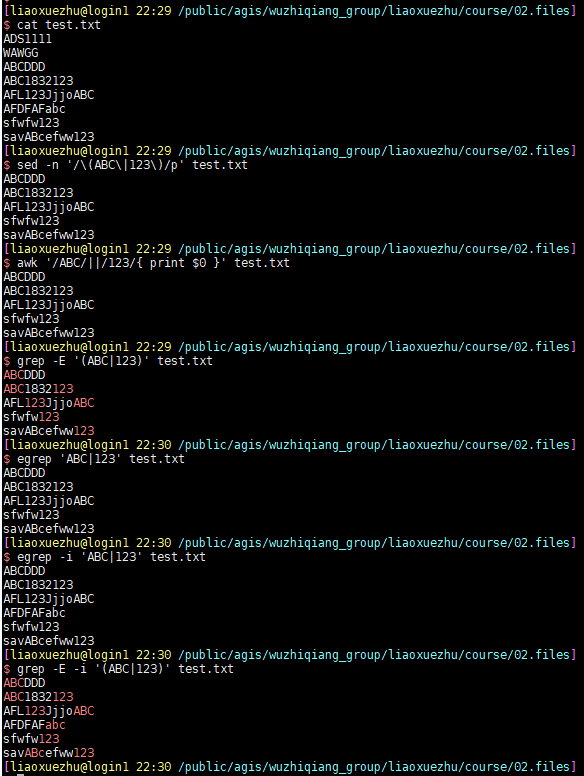 [liaoxuezhu@login1 22:29 /public/agis/wuzhiqiang_group/liaoxuezhu/course/02.files]
$ cat test.txt
ADS1111
WAWGG
ABCDDD
ABC1832123
AFL123JjjoABC
AFDFAFabc
sfwfw123
savABcefww123
[liaoxuezhu@login1 22:29 /public/agis/wuzhiqiang_group/liaoxuezhu/course/02.files]
$ sed -n '/\(ABC\|123\)/p' test.txt
ABCDDD
ABC1832123
AFL123JjjoABC
sfwfw123
savABcefww123
[liaoxuezhu@login1 22:29 /public/agis/wuzhiqiang_group/liaoxuezhu/course/02.files]
$ awk '/ABC/||/123/{ print $0 }' test.txt
ABCDDD
ABC1832123
AFL123JjjoABC
sfwfw123
savABcefww123
[liaoxuezhu@login1 22:29 /public/agis/wuzhiqiang_group/liaoxuezhu/course/02.files]
$ grep -E '(ABC|123)' test.txt
ABCDDD
ABC1832123
AFL123JjjoABC
sfwfw123
savABcefww123
[liaoxuezhu@login1 22:30 /public/agis/wuzhiqiang_group/liaoxuezhu/course/02.files]
$ egrep 'ABC|123' test.txt
ABCDDD
ABC1832123
AFL123JjjoABC
sfwfw123
savABcefww123
[liaoxuezhu@login1 22:30 /public/agis/wuzhiqiang_group/liaoxuezhu/course/02.files]
$ egrep -i 'ABC|123' test.txt
ABCDDD
ABC1832123
AFL123JjjoABC
AFDFAFabc
sfwfw123
savABcefww123
[liaoxuezhu@login1 22:30 /public/agis/wuzhiqiang_group/liaoxuezhu/course/02.files]
$ grep -E -i '(ABC|123)' test.txt
ABCDDD
ABC1832123
AFL123JjjoABC
AFDFAFabc
sfwfw123
savABcefww123
[liaoxuezhu@login1 22:30 /public/agis/wuzhiqiang_group/liaoxuezhu/course/02.files]